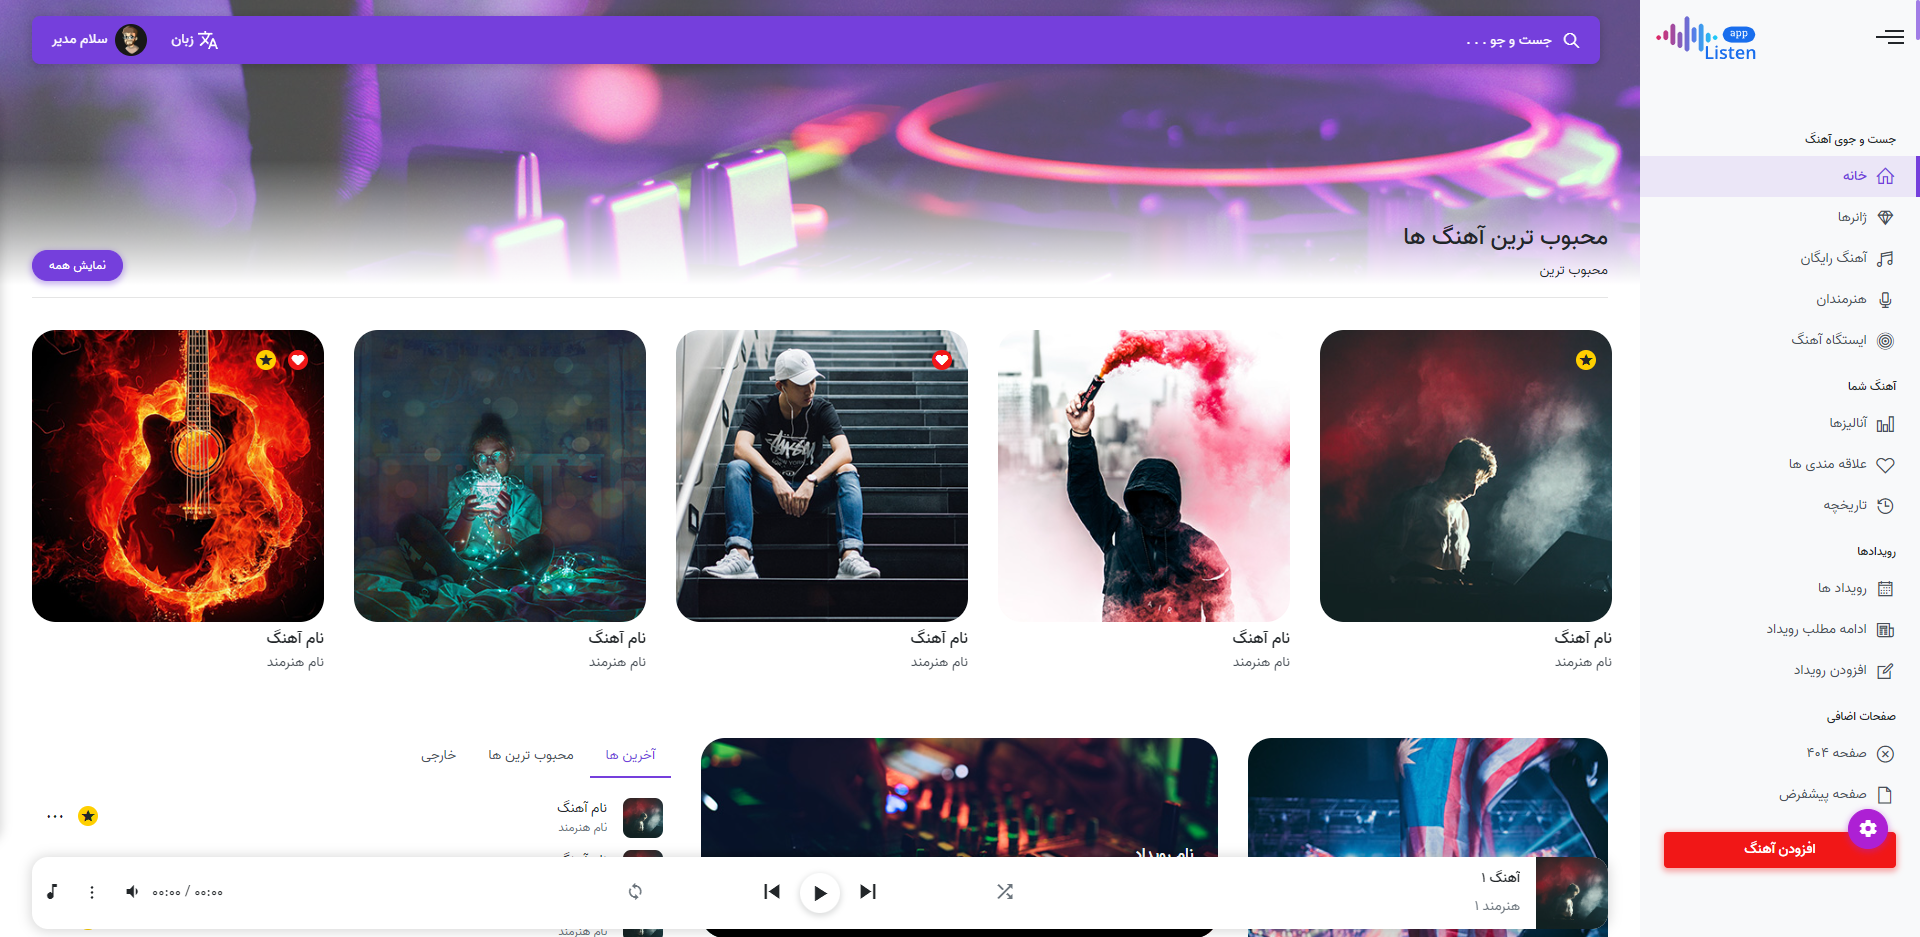 app
Listen
جست و جوی آهنگ
خانه
ژانرها
آهنگ رایگان
هنرمندان
ایستگاه آهنگ
آهنگ شما
آنالیزها
علاقه مندی ها
تاریخچه
رویدادها
رویداد ها
ادامه مطلب رویداد
افزودن رویداد
صفحات اضافی
صفحه ۴۰۴
صفحه پیشفرض
افزودن آهنگ
جست و جو . . .
زبان
سلام مدیر
محبوب ترین آهنگ ها
محبوب ترین
نمایش همه
نام آهنگ
نام هنرمند
نام آهنگ
نام هنرمند
نام آهنگ
نام هنرمند
نام آهنگ
نام هنرمند
نام آهنگ
نام هنرمند
نام رویداد
آخرین ها
محبوب ترین ها
خارجی
نام آهنگ
نام هنرمند
نام هنرمند
آهنگ ۱
هنرمند ۱
۰۰:۰۰ / ۰۰:۰۰